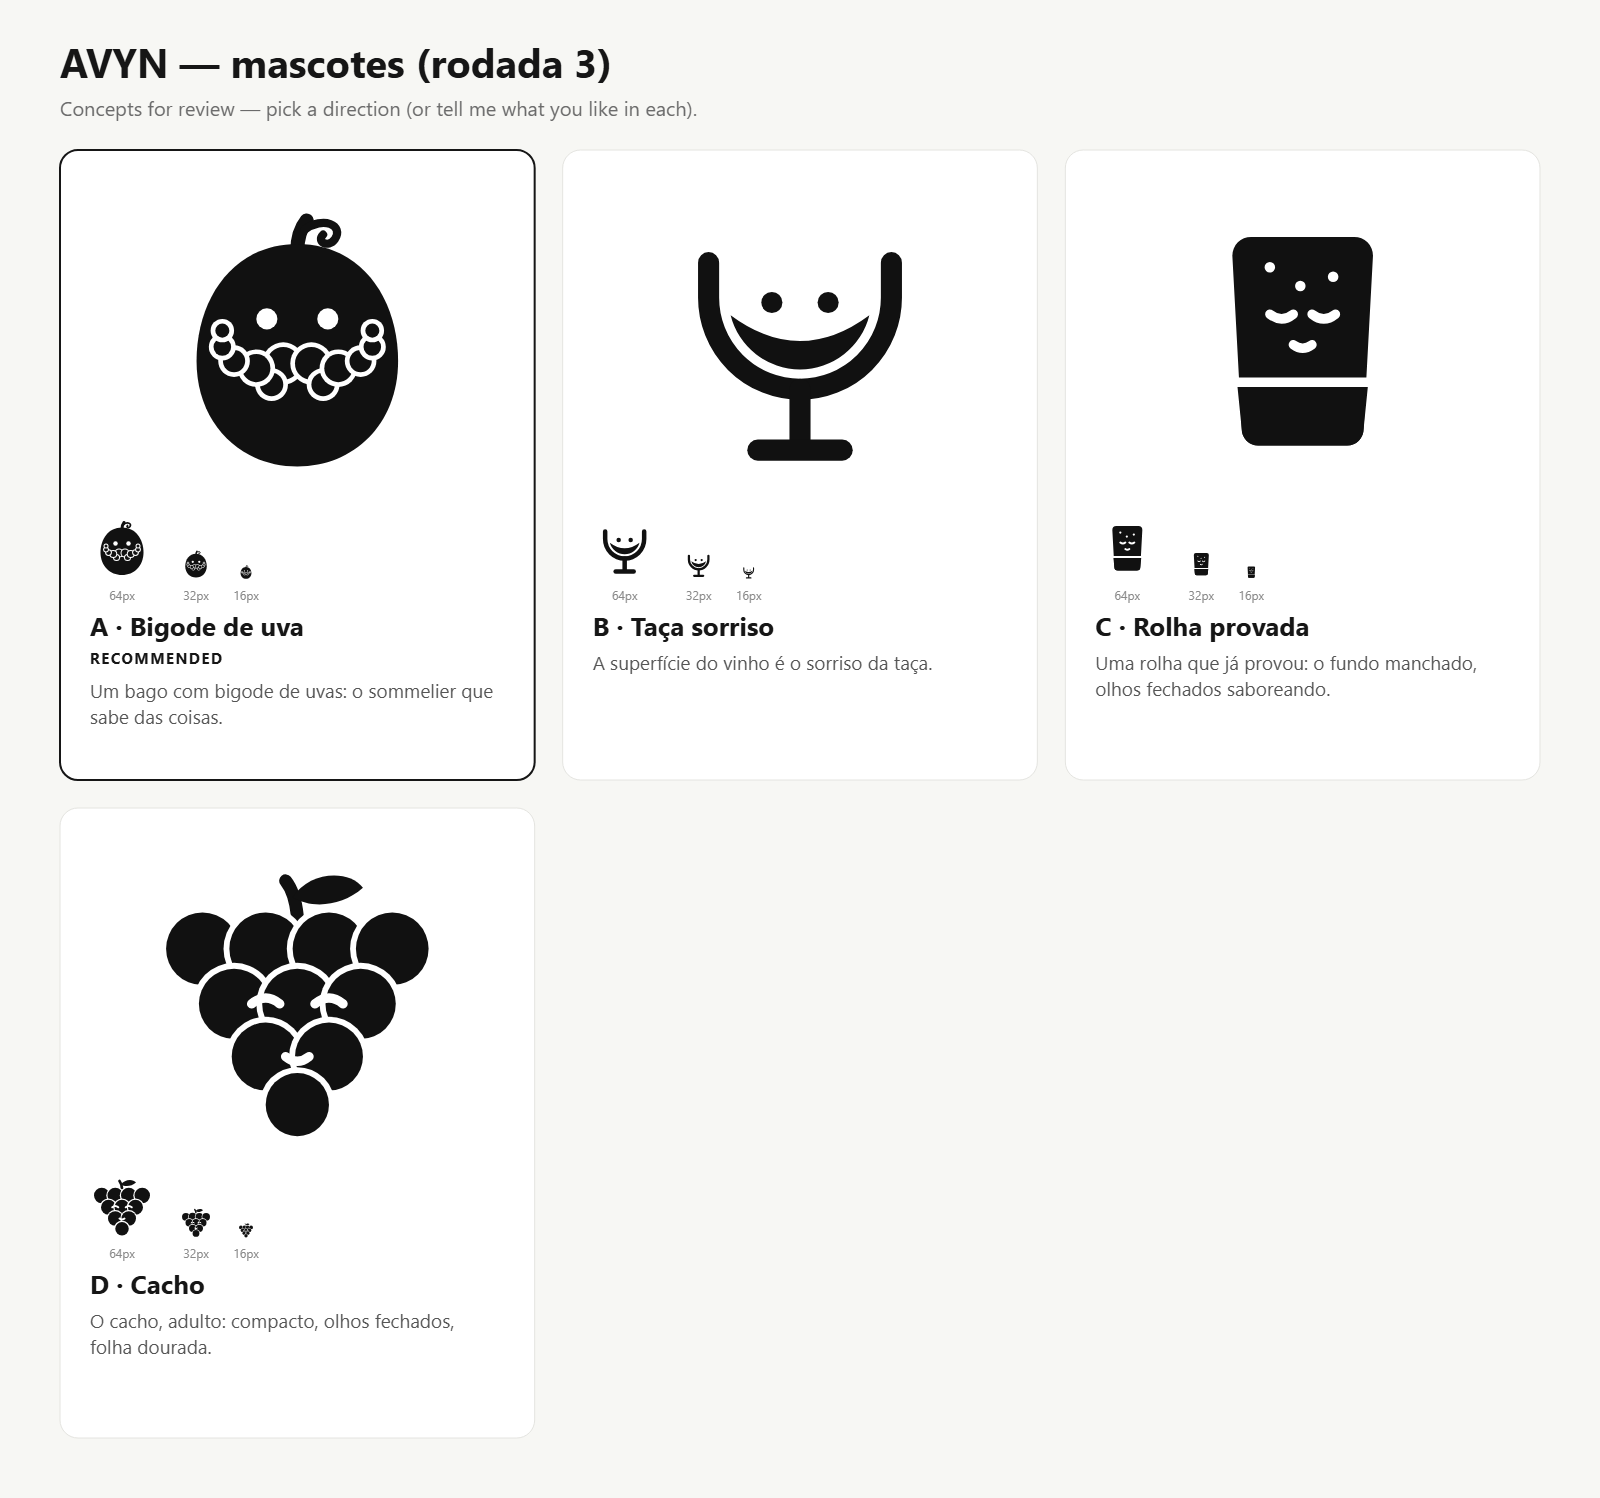 AVYN — mascotes (rodada 3)
Concepts for review — pick a direction (or tell me what you like in each).
64px 32px 16px
A · Bigode de uva
RECOMMENDED
Um bago com bigode de uvas: o sommelier que
sabe das coisas.
64px 32px 16px
B · Taça sorriso
A superfície do vinho é o sorriso da taça.
64px 32px 16px
C · Rolha provada
Uma rolha que já provou: o fundo manchado,
olhos fechados saboreando.
64px 32px 16px
D · Cacho
O cacho, adulto: compacto, olhos fechados,
folha dourada.